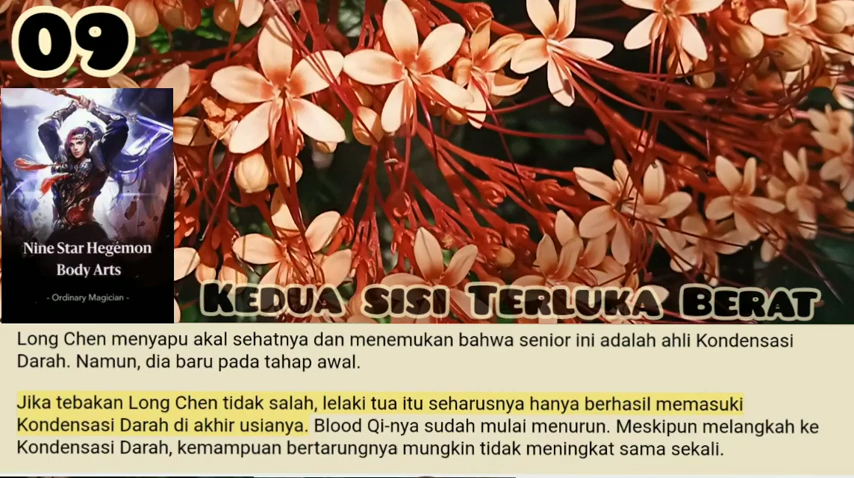 09
Nine Star Hegemon
Body Arts
- Ordinary Magician -
KEDUA SISI TERLUKA BERAT
Long Chen menyapu akal sehatnya dan menemukan bahwa senior ini adalah ahli Kondensasi
Darah. Namun, dia baru pada tahap awal.
Jika tebakan Long Chen tidak salah, lelaki tua itu seharusnya hanya berhasil memasuki
Kondensasi Darah di akhir usianya. Blood Qi-nya sudah mulai menurun. Meskipun melangkah ke
Kondensasi Darah, kemampuan bertarungnya mungkin tidak meningkat sama sekali.